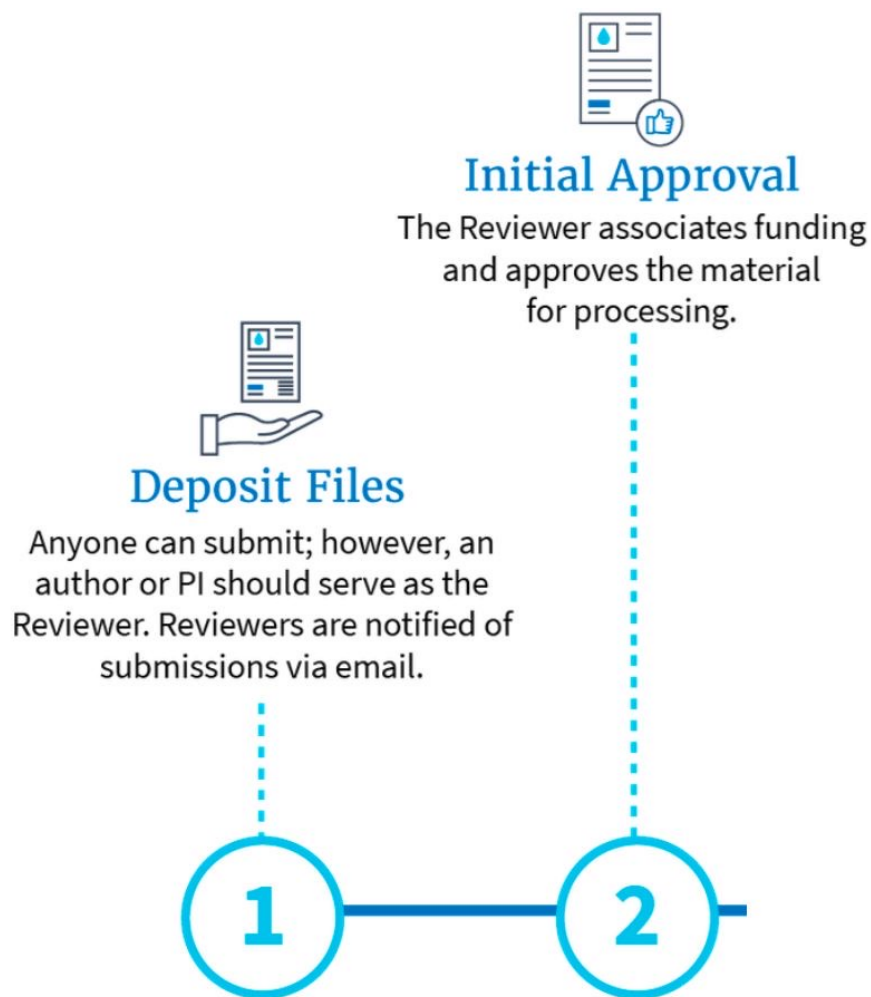 Initial Approval
The Reviewer associates funding
and approves the material
for processing.
Deposit Files
Anyone can submit; however, an
author or PI should serve as the
Reviewer. Reviewers are notified of
submissions via email.
1
2